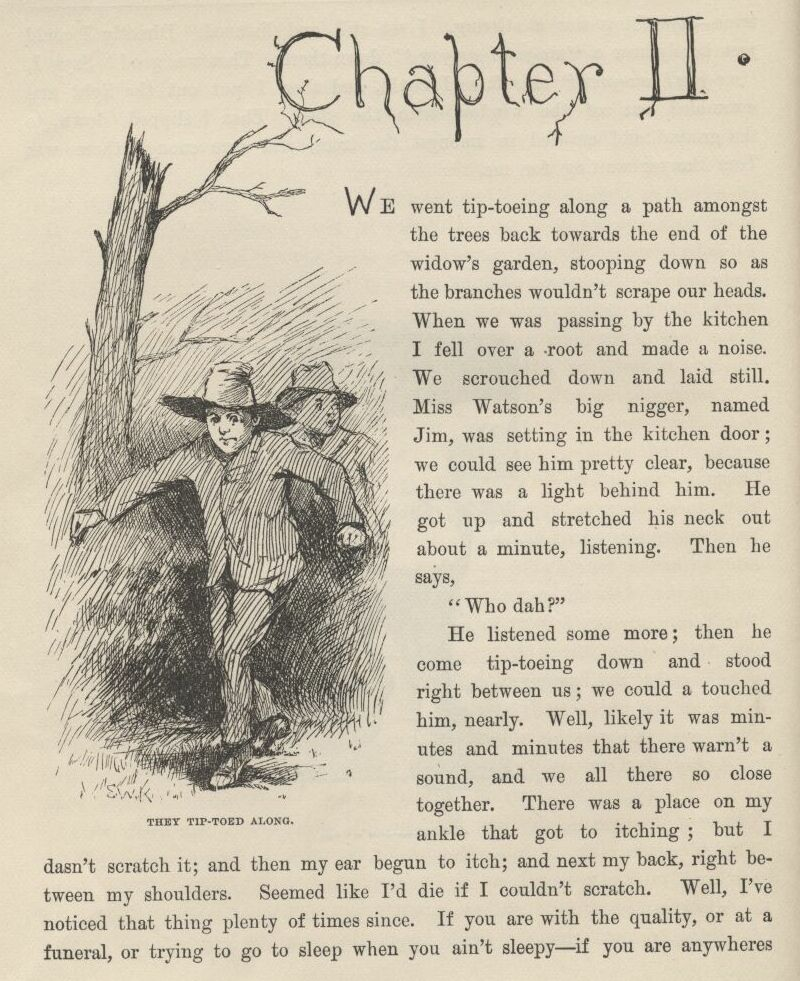 Chapter II.
WE went tip-toeing along a path amongst
the trees back towards the end of the
widow's garden, stooping down so as
the branches wouldn't scrape our heads.
When we was passing by the kitchen
I fell over a root and made a noise.
We scrouched down and laid still.
Miss Watson's big nigger, named
Jim, was setting in the kitchen door;
we could see him pretty clear, because
there was a light behind him. He
got up and stretched his neck out
about a minute, listening. Then he
says,
"Who dah?"
He listened some more; then he
come tip-toeing down and stood
right between us; we could a touched
him, nearly. Well, likely it was min-
utes and minutes that there warn't a
sound, and we all there so close
together. There was a place on my
ankle that got to itching; but I
E.W.K.
THEY TIP-TOED ALONG.
dasn't scratch it; and then my ear begun to itch; and next my back, right be-
tween my shoulders. Seemed like I'd die if I couldn't scratch. Well, I've
noticed that thing plenty of times since. If you are with the quality, or at a
funeral, or trying to go to sleep when you ain't sleepy—if you are anywheres